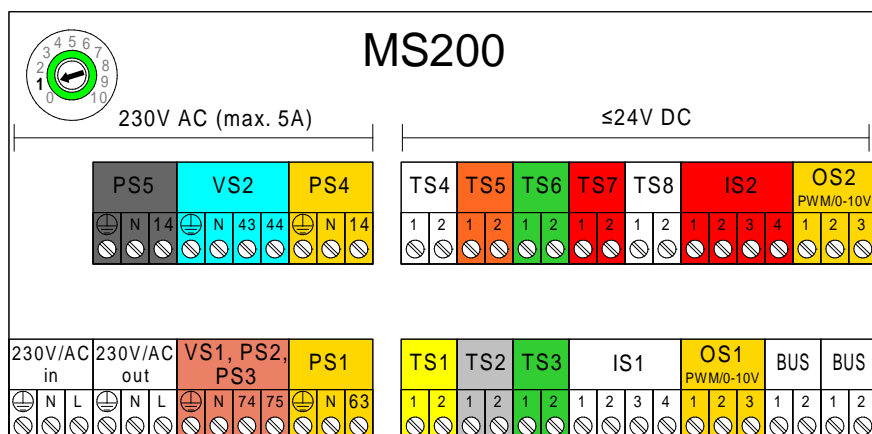 MS200
0 1 2 3 4 5 6 7 8 9 10
230V AC (max. 5A)
≤24V DC
PS5 VS2 PS4 TS4 TS5 TS6 TS7 TS8 IS2 OS2
PWM/0-10V
N 14 N 43 44 N 14 1 2 1 2 1 2 1 2 1 2 1 2 3 4 1 2 3
230V/AC in 230V/AC out VS1, PS2, PS3 PS1 TS1 TS2 TS3 IS1 OS1 BUS BUS
PWM/0-10V
N L N L N 74 75 N 63 1 2 1 2 1 2 1 2 3 4 1 2 3 1 2 1 2